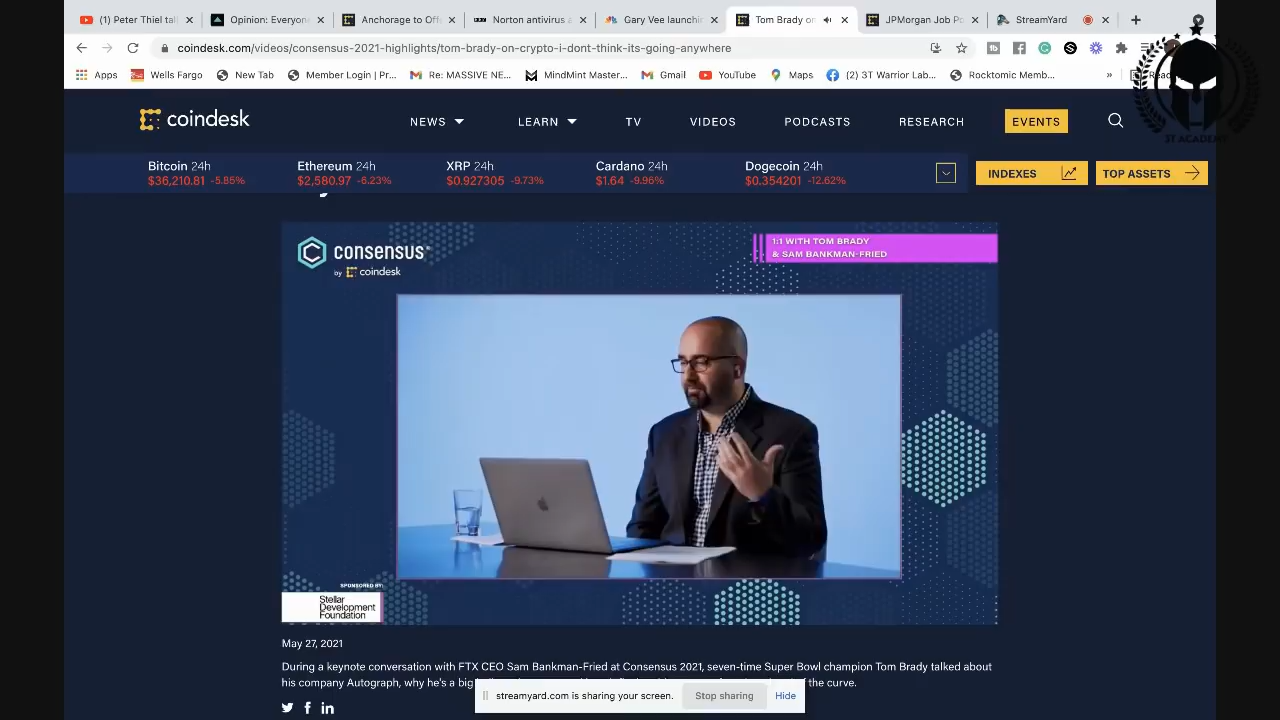 (1) Peter Thiel tal
Opinion: Everyon
Anchorage to Off
Norton antivirus a
Gary Vee launchi
Tom Brady on
JPMorgan Job Po
StreamYard
coindesk.com/videos/consensus-2021-highlights/tom-brady-on-crypto-i-dont-think-its-going-anywhere
Apps
Wells Fargo
New Tab
Member Login | Pr...
Re: MASSIVE NE...
MindMint Master...
Gmail
YouTube
Maps
(2) 3T Warrior Lab...
Rocktomic Memb...
»
3T ACADEMY
coindesk
NEWS
LEARN
TV
VIDEOS
PODCASTS
RESEARCH
EVENTS
Bitcoin 24h
$36,210.81 -5.85%
Ethereum 24h
$2,580.97 -6.23%
XRP 24h
$0.927305 -9.73%
Cardano 24h
$1.64 -9.96%
Dogecoin 24h
$0.354201 -12.62%
INDEXES
TOP ASSETS
consensus
by coindesk
1:1 WITH TOM BRADY
& SAM BANKMAN-FRIED
SPONSORED BY:
Stellar
Development
Foundation
May 27, 2021
During a keynote conversation with FTX CEO Sam Bankman-Fried at Consensus 2021, seven-time Super Bowl champion Tom Brady talked about
his company Autograph, why he's a big the curve.
streamyard.com is sharing your screen.
Stop sharing
Hide